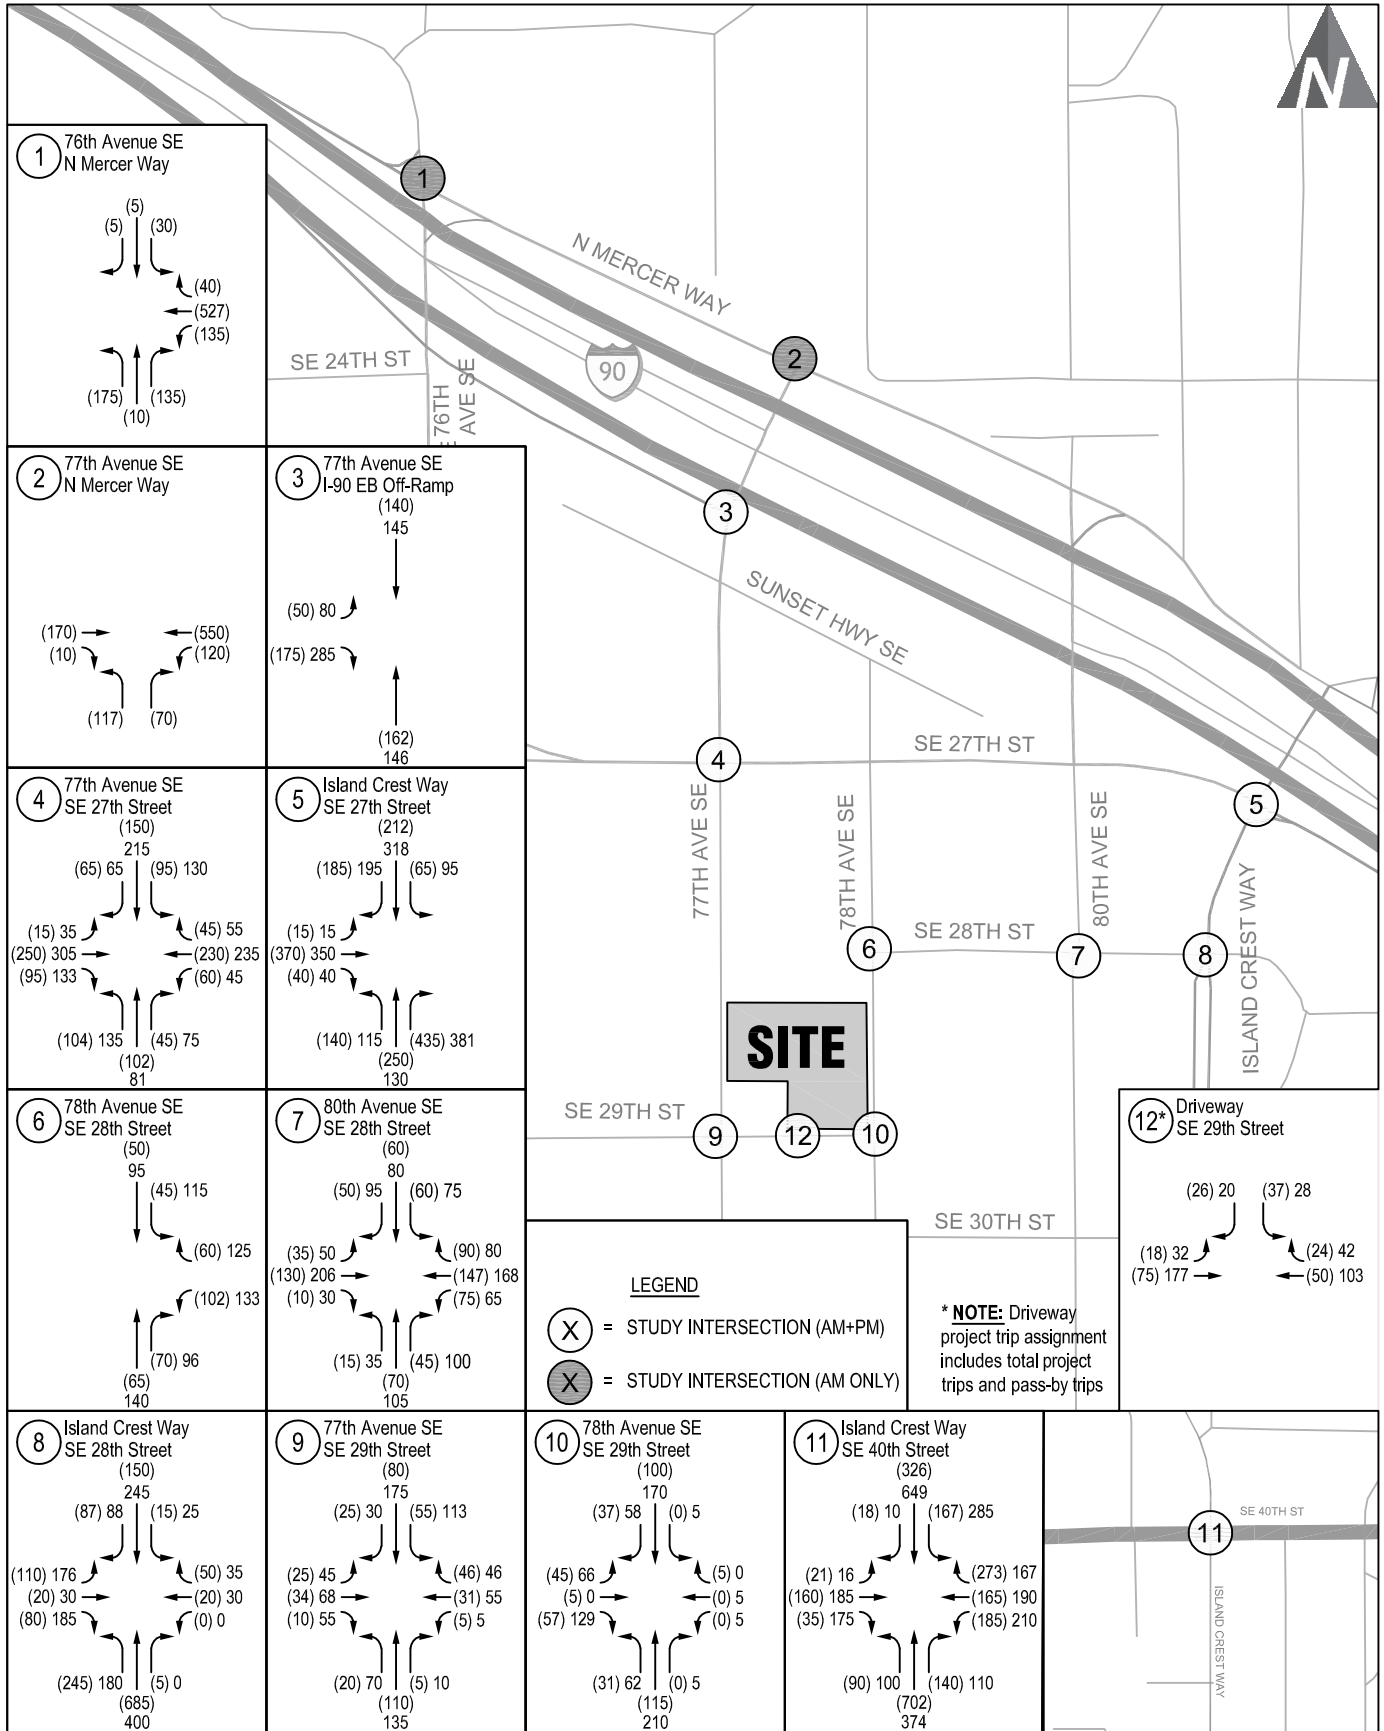 N
1 76th Avenue SE
N Mercer Way
(5)
(5) (30)
(40)
(527)
(135)
(175) (135)
(10)
1
N MERCER WAY
2
90
SE 24TH ST
76TH
AVE SE
2 77th Avenue SE
N Mercer Way
(170) (550)
(10) (120)
(117) (70)
3 77th Avenue SE
I-90 EB Off-Ramp
(140)
145
(50) 80
(175) 285
(162)
146
3
SUNSET HWY SE
4
SE 27TH ST
5
77TH AVE SE
78TH AVE SE
80TH AVE SE
ISLAND CREST WAY
6
SE 28TH ST
7
8
SITE
SE 29TH ST
9
12
10
SE 30TH ST
4 77th Avenue SE
SE 27th Street
(150)
215
(65) 65 (95) 130
(15) 35 (45) 55
(250) 305 (230) 235
(95) 133 (60) 45
(104) 135 (45) 75
(102)
81
5 Island Crest Way
SE 27th Street
(212)
318
(185) 195 (65) 95
(15) 15
(370) 350
(40) 40
(140) 115 (435) 381
(250)
130
6 78th Avenue SE
SE 28th Street
(50)
95
(45) 115
(60) 125
(102) 133
(70) 96
(65)
140
7 80th Avenue SE
SE 28th Street
(60)
80
(50) 95 (60) 75
(35) 50 (90) 80
(130) 206 (147) 168
(10) 30 (75) 65
(15) 35 (45) 100
(70)
105
LEGEND
X = STUDY INTERSECTION (AM+PM)
X = STUDY INTERSECTION (AM ONLY)
* NOTE: Driveway
project trip assignment
includes total project
trips and pass-by trips
12* Driveway
SE 29th Street
(26) 20 (37) 28
(18) 32 (24) 42
(75) 177 (50) 103
8 Island Crest Way
SE 28th Street
(150)
245
(87) 88 (15) 25
(110) 176 (50) 35
(20) 30 (20) 30
(80) 185 (0) 0
(245) 180 (5) 0
(685)
400
9 77th Avenue SE
SE 29th Street
(80)
175
(25) 30 (55) 113
(25) 45 (46) 46
(34) 68 (31) 55
(10) 55 (5) 5
(20) 70 (5) 10
(110)
135
10 78th Avenue SE
SE 29th Street
(100)
170
(37) 58 (0) 5
(45) 66 (5) 0
(5) 0 (0) 5
(57) 129 (0) 5
(31) 62 (0) 5
(115)
210
11 Island Crest Way
SE 40th Street
(326)
649
(18) 10 (167) 285
(21) 16 (273) 167
(160) 185 (165) 190
(35) 175 (185) 210
(90) 100 (140) 110
(702)
374
SE 40TH ST
11
ISLAND CREST WAY